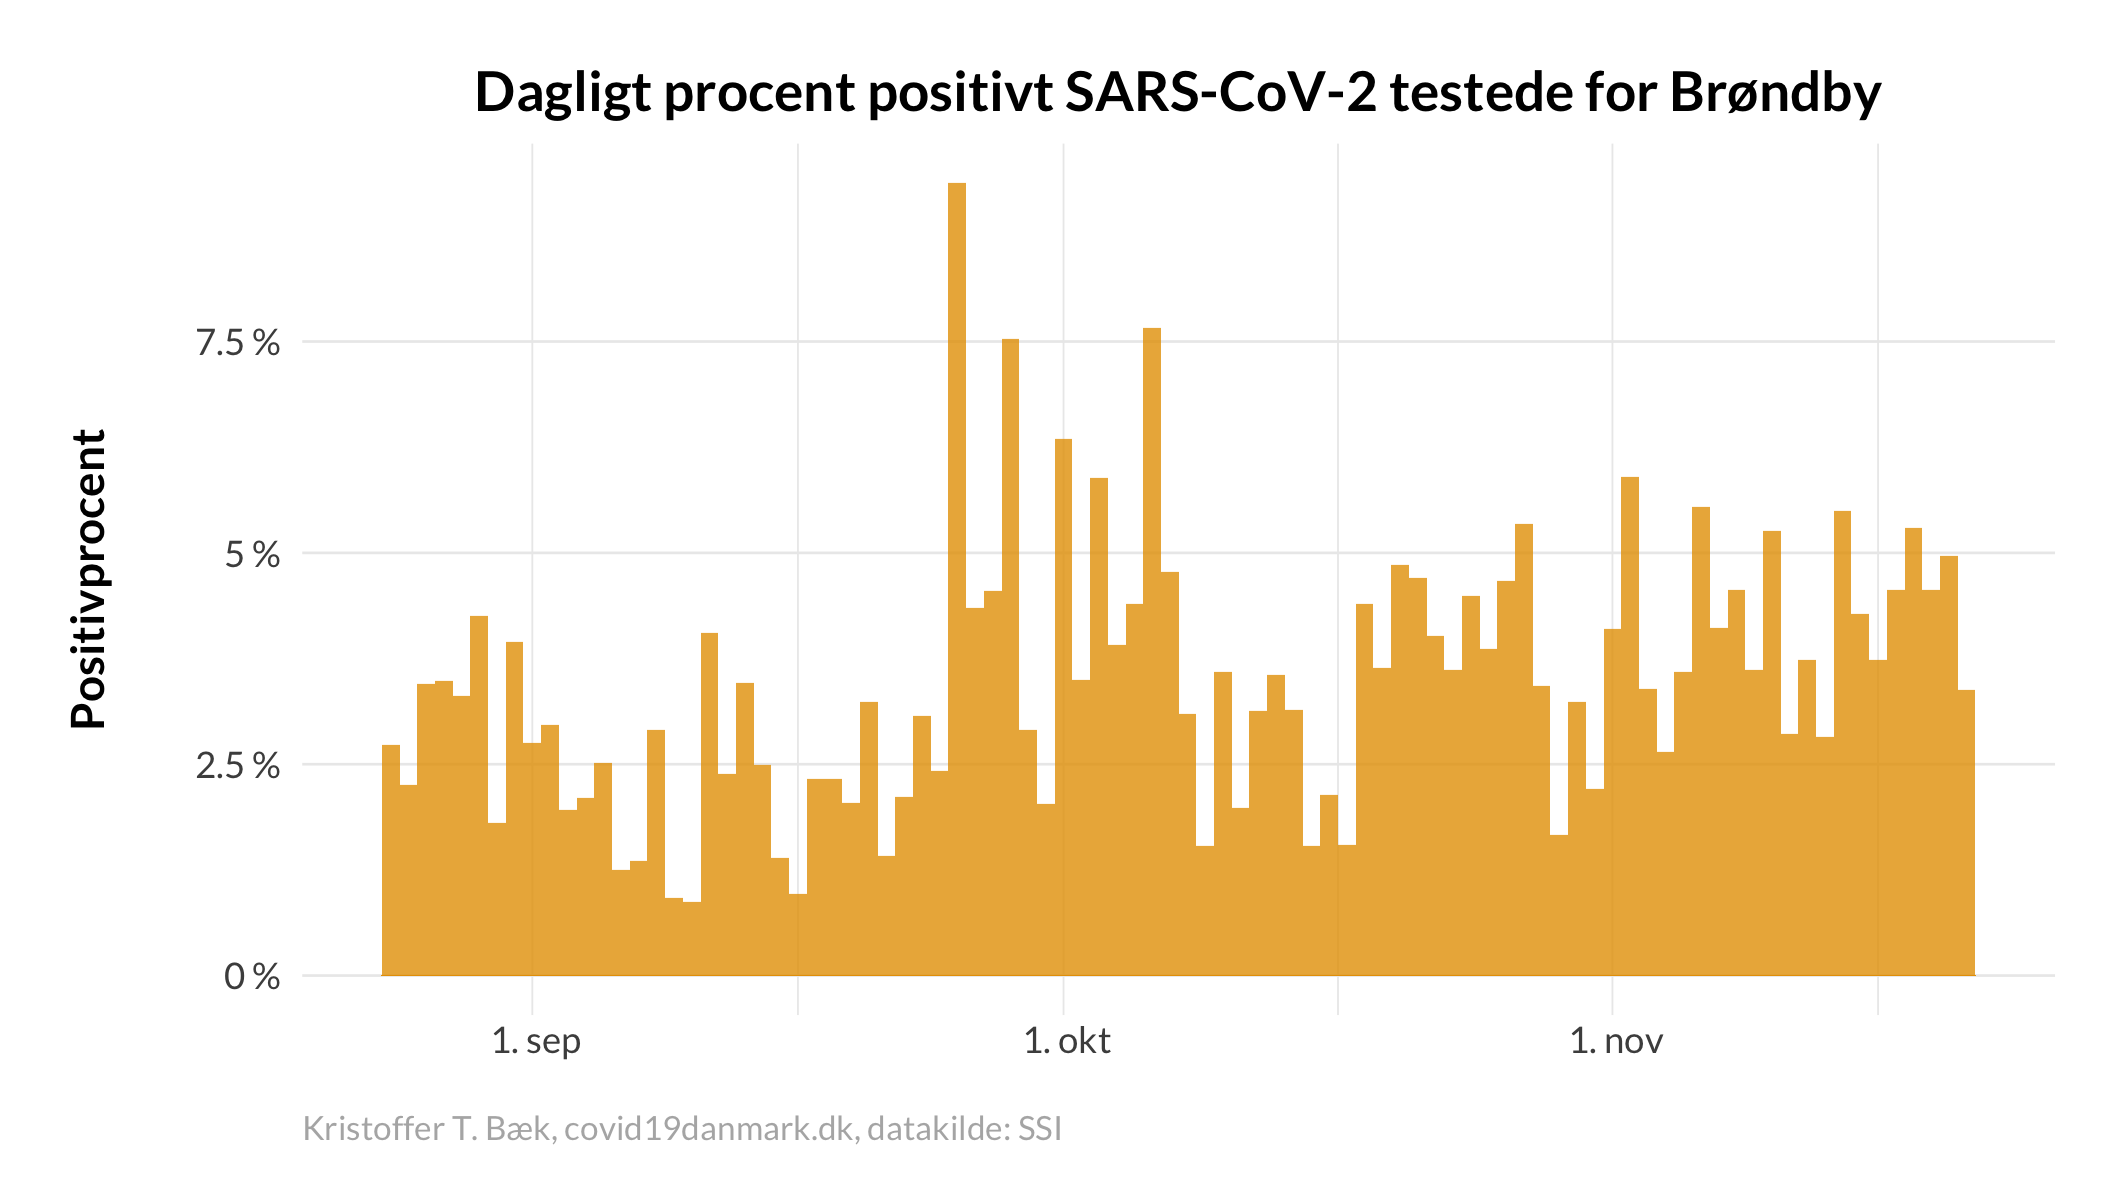 Dagligt procent positivt SARS-CoV-2 testede for Brøndby
Positivprocent
7.5 %
5 %
2.5 %
0 %
1. sep
1. okt
1. nov
Kristoffer T. Bæk, covid19danmark.dk, datakilde: SSI